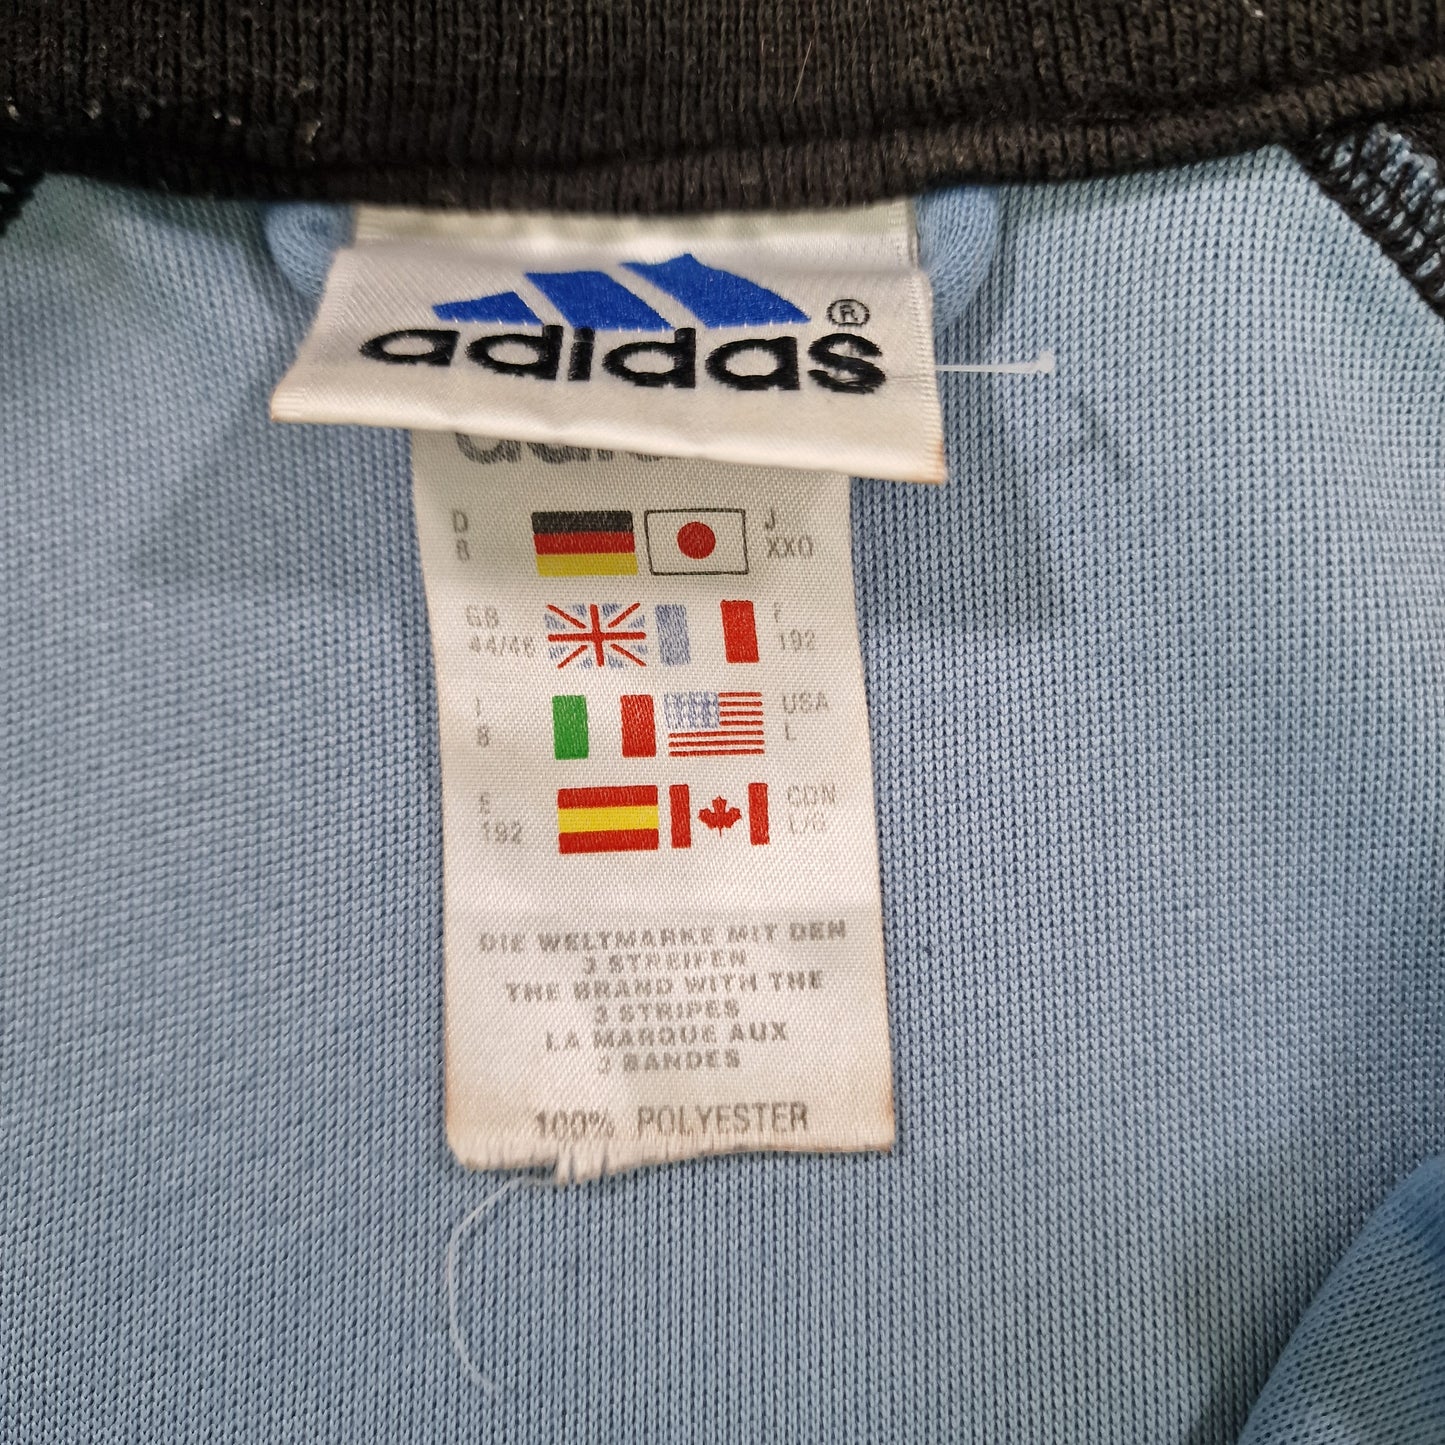 adidas®
D J
8 XXO
GB F
44/46 192
I USA
8 L
E CDN
192 L/G
DIE WELTMARKE MIT DEN
3 STREIFEN
THE BRAND WITH THE
3 STRIPES
LA MARQUE AUX
3 BANDES
100% POLYESTER